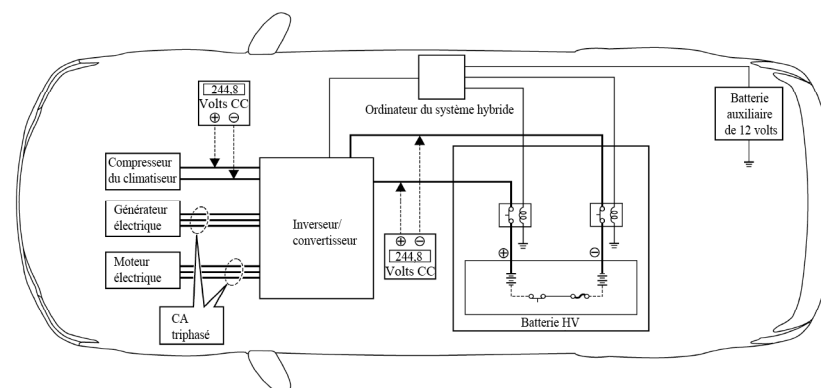 244,8
Volts CC
⊕ ⊖
Ordinateur du système hybride
Batterie
auxiliaire
de 12 volts
Compresseur
du climatiseur
Générateur
électrique
Moteur
électrique
Inverseur/
convertisseur
⊕ ⊖
244,8
Volts CC
⊕
⊖
CA
triphasé
Batterie HV